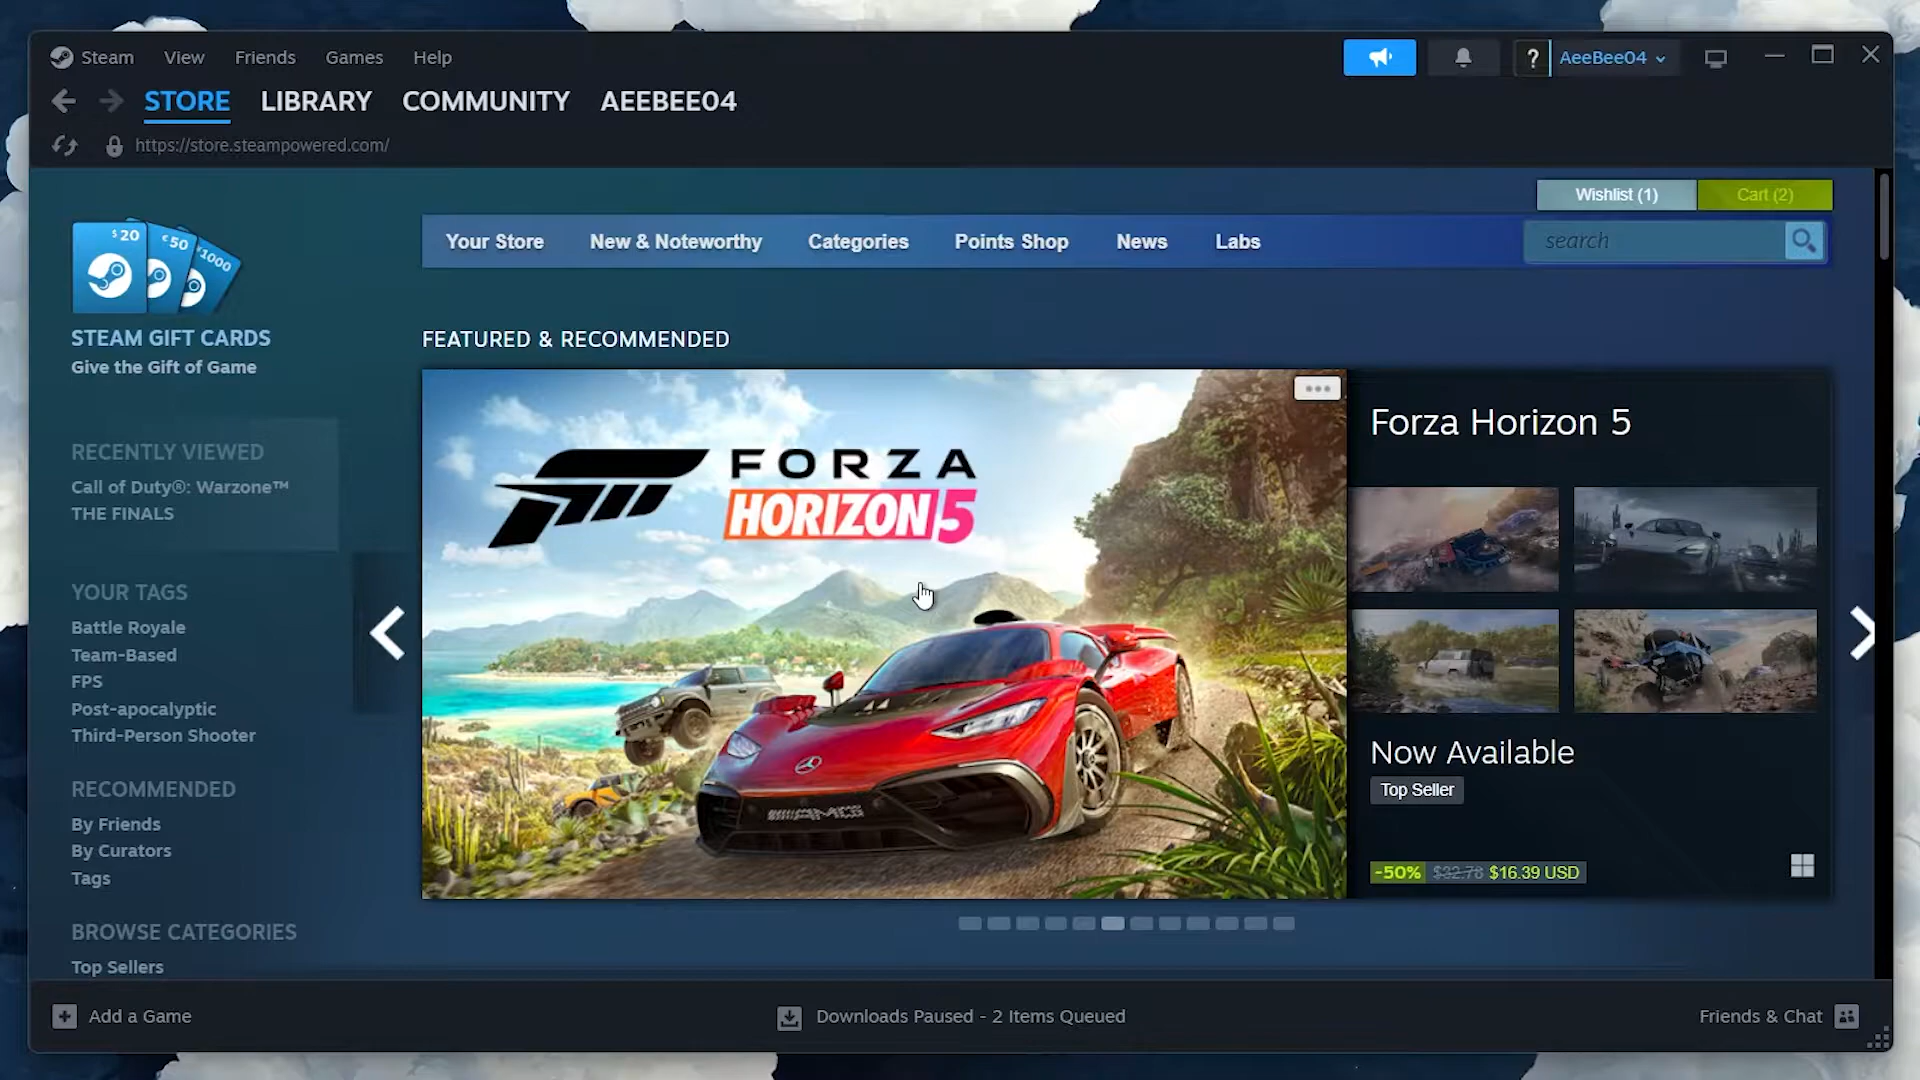 Steam View Friends Games Help
? AeeBee04
STORE LIBRARY COMMUNITY AEEBEE04
https://store.steampowered.com/
Wishlist (1) Cart (2)
Your Store New & Noteworthy Categories Points Shop News Labs search
$20 €50 ¥1000
STEAM GIFT CARDS
Give the Gift of Game
RECENTLY VIEWED
Call of Duty®: Warzone™
THE FINALS
YOUR TAGS
Battle Royale
Team-Based
FPS
Post-apocalyptic
Third-Person Shooter
RECOMMENDED
By Friends
By Curators
Tags
BROWSE CATEGORIES
Top Sellers
FEATURED & RECOMMENDED
FORZA
HORIZON 5
Forza Horizon 5
Now Available
Top Seller
-50% $32.78 $16.39 USD
Add a Game
Downloads Paused - 2 Items Queued
Friends & Chat